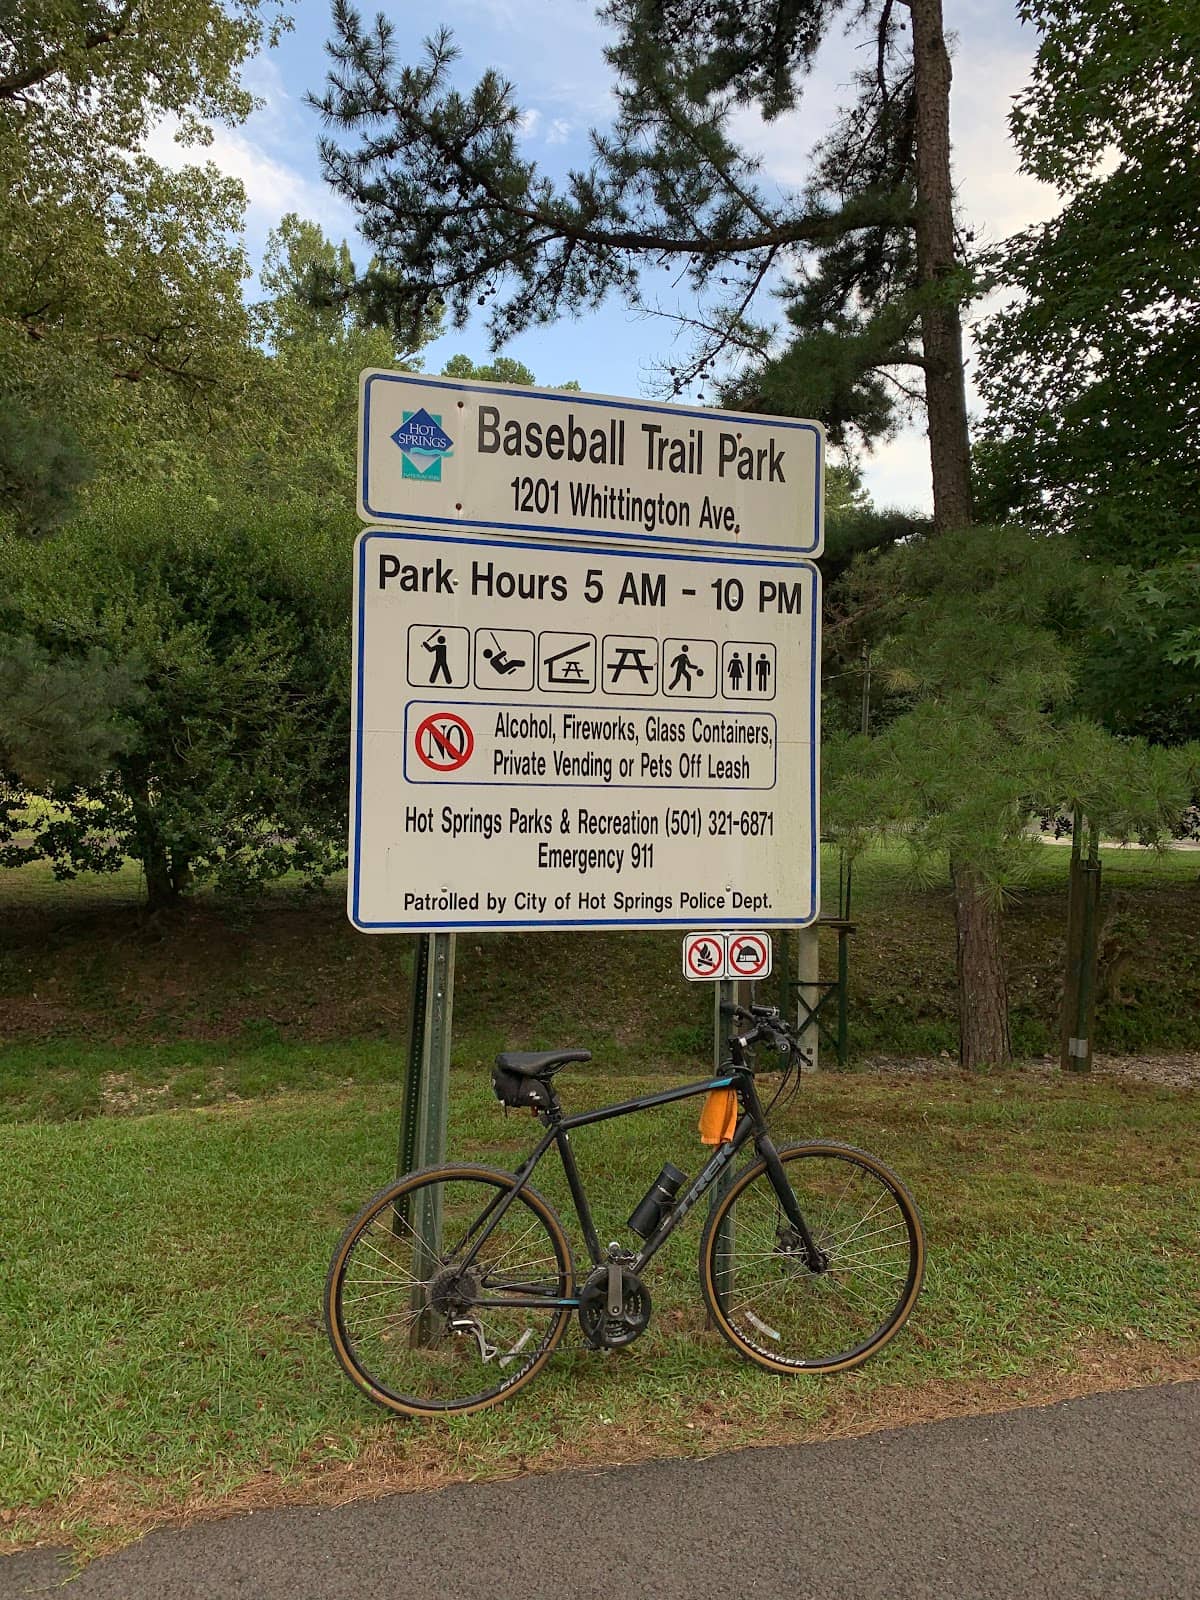 HOT
SPRINGS
Baseball Trail Park
1201 Whittington Ave.
Park Hours 5 AM - 10 PM
NO
Alcohol, Fireworks, Glass Containers,
Private Vending or Pets Off Leash
Hot Springs Parks & Recreation (501) 321-6871
Emergency 911
Patrolled by City of Hot Springs Police Dept.
TREK
BONTRAGER